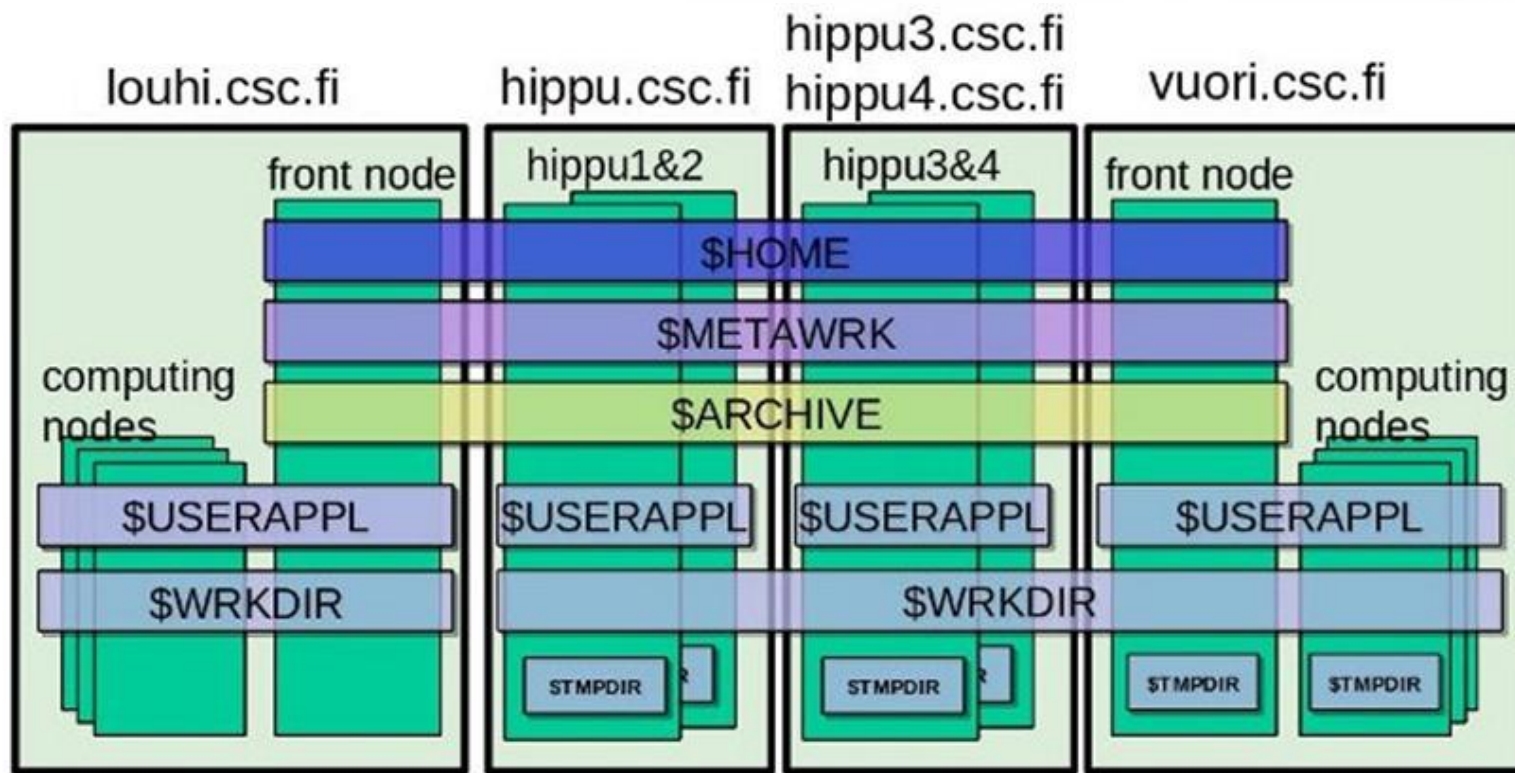 louhi.csc.fi
hippu.csc.fi
hippu3.csc.fi
hippu4.csc.fi
vuori.csc.fi
front node
hippu1&2
hippu3&4
front node
$HOME
$METAWRK
computing
nodes
computing
nodes
$ARCHIVE
$USERAPPL
$USERAPPL
$USERAPPL
$USERAPPL
$WRKDIR
$WRKDIR
$TMPDIR
R
$TMPDIR
R
$TMPDIR
$TMPDIR